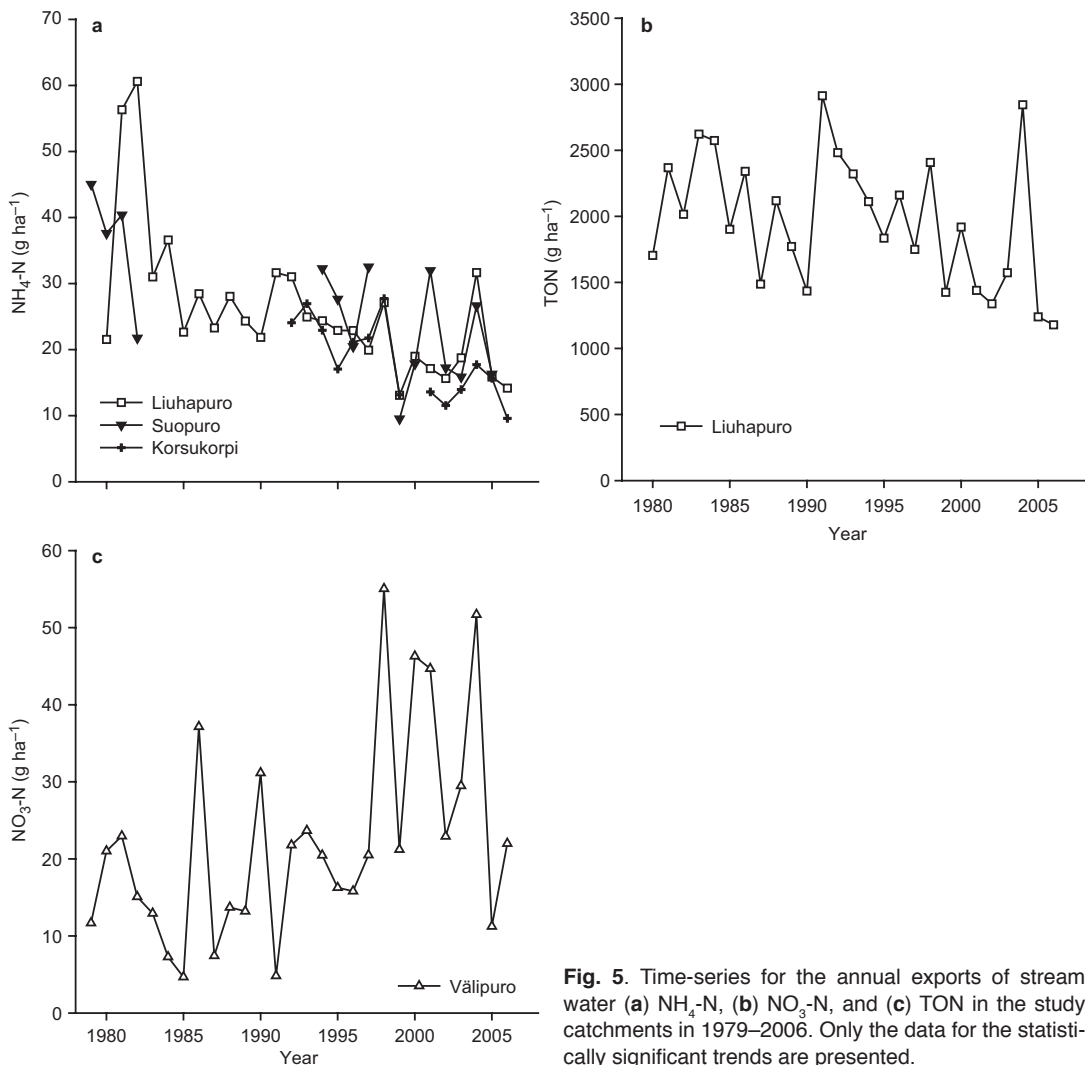 a
70
60
50
40
30
20
10
0
NH₄-N (g ha⁻¹)
Liuhapuro
Suopuro
Korsukorpi
b
3500
3000
2500
2000
1500
1000
500
0
TON (g ha⁻¹)
Liuhapuro
1980 1985 1990 1995 2000 2005
Year
c
60
50
40
30
20
10
0
NO₃-N (g ha⁻¹)
Välipuro
1980 1985 1990 1995 2000 2005
Year
Fig. 5. Time-series for the annual exports of stream
water (a) NH₄-N, (b) NO₃-N, and (c) TON in the study
catchments in 1979–2006. Only the data for the statisti-
cally significant trends are presented.